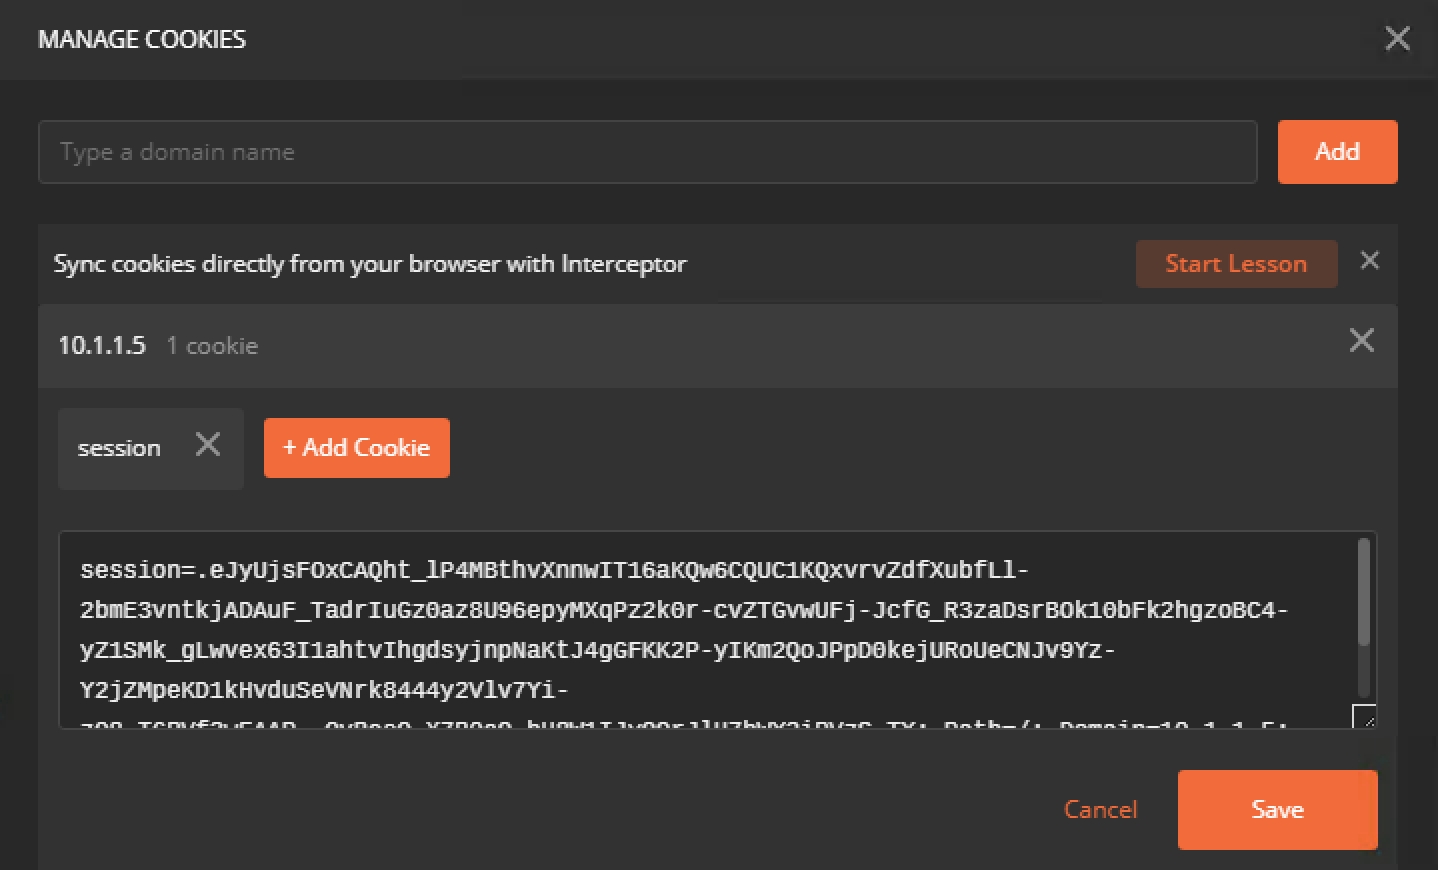 MANAGE COOKIES
Type a domain name
Add
Sync cookies directly from your browser with Interceptor
Start Lesson
10.1.1.5 1 cookie
session
+ Add Cookie
session=.eJyUjsFOxCAQht_lP4MBthvXnnwIT16aKQw6CQUC1KQxvrvZdfXubfLl-
2bmE3vntkjADAuF_TadrIuGz0az8U96epyMXqPz2k0r-cvZTGvwUFj-JcfG_R3zaDsrBOk10bFk2hgzoBC4-
yZ1SMk_gLwvex63I1ahtvIhgdsyjnpNaKtJ4gGFKK2P-yIKm2QoJPpD0kejURoUeCNJv9Yz-
Y2jZMpeKD1kHvduSeVNrk8444y2Vlv7Yi-
Cancel
Save